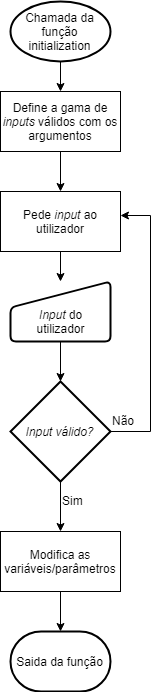 Chamada da
função
initialization
Define a gama de
inputs válidos com os
argumentos
Pede input ao
utilizador
Input do
utilizador
Input válido?
Não
Sim
Modifica as
variáveis/parâmetros
Saida da função